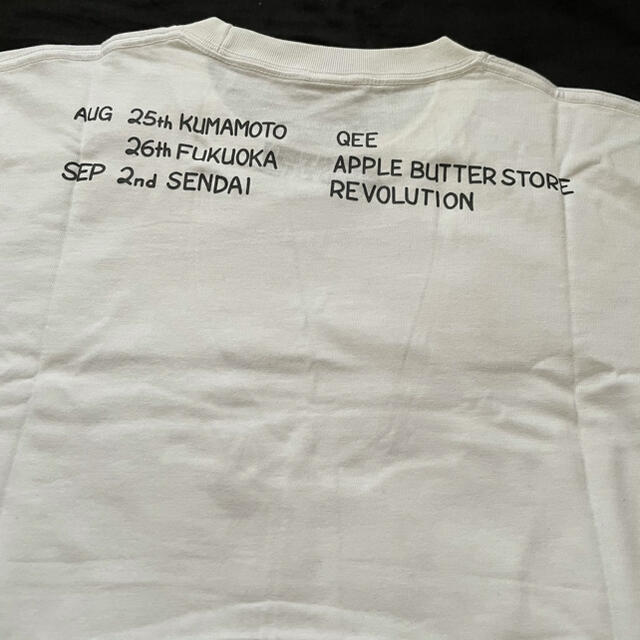 AUG 25th KUMAMOTO QEE
26th FUKUOKA APPLE BUTTER STORE
SEP 2nd SENDAI REVOLUTION